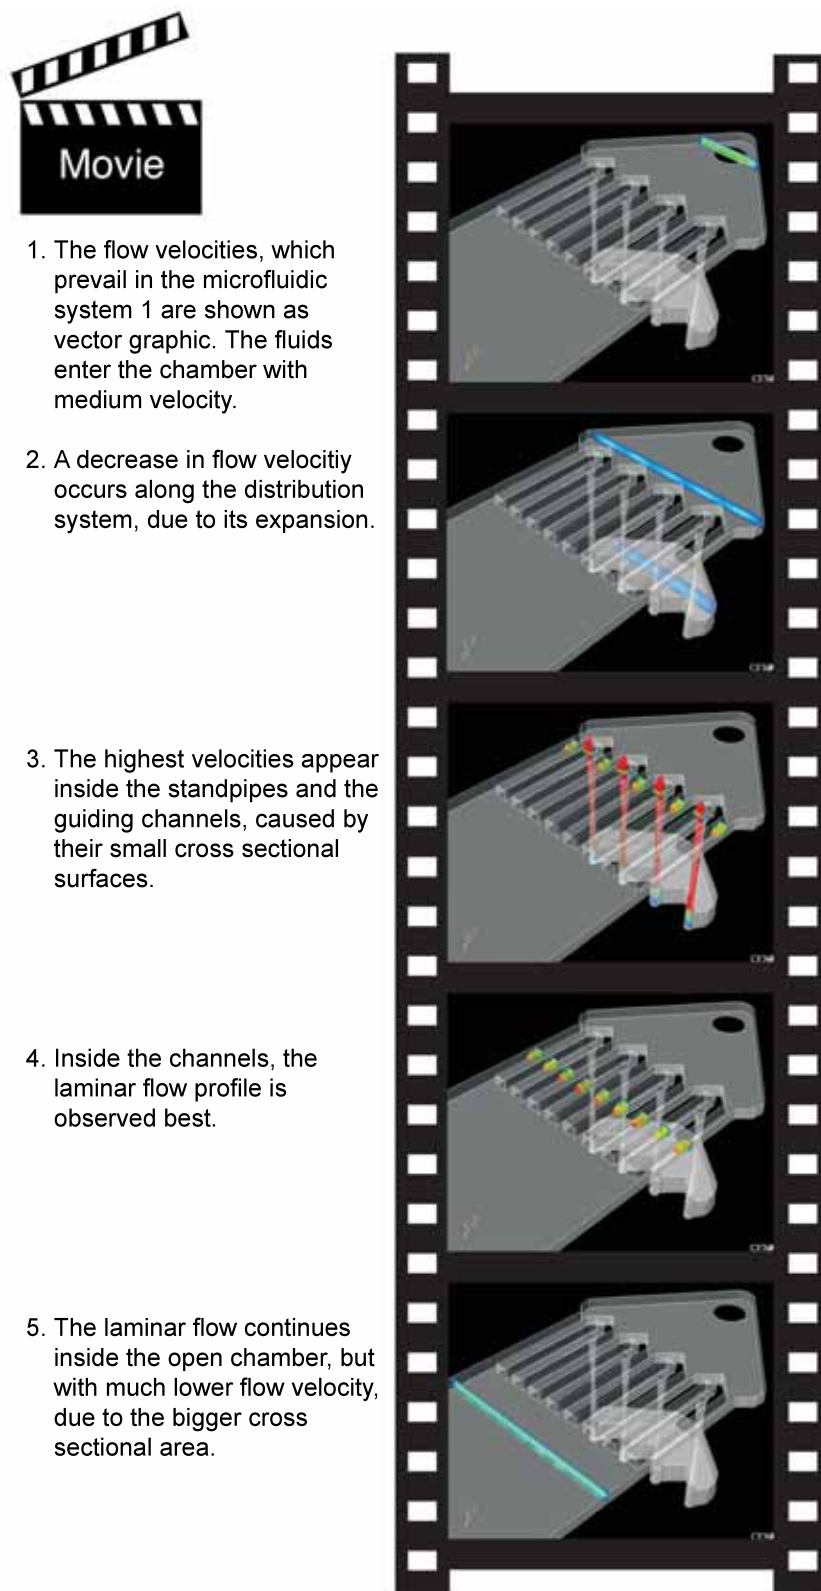 Movie
1. The flow velocities, which
prevail in the microfluidic
system 1 are shown as
vector graphic. The fluids
enter the chamber with
medium velocity.
2. A decrease in flow velocitiy
occurs along the distribution
system, due to its expansion.
3. The highest velocities appear
inside the standpipes and the
guiding channels, caused by
their small cross sectional
surfaces.
4. Inside the channels, the
laminar flow profile is
observed best.
5. The laminar flow continues
inside the open chamber, but
with much lower flow velocity,
due to the bigger cross
sectional area.